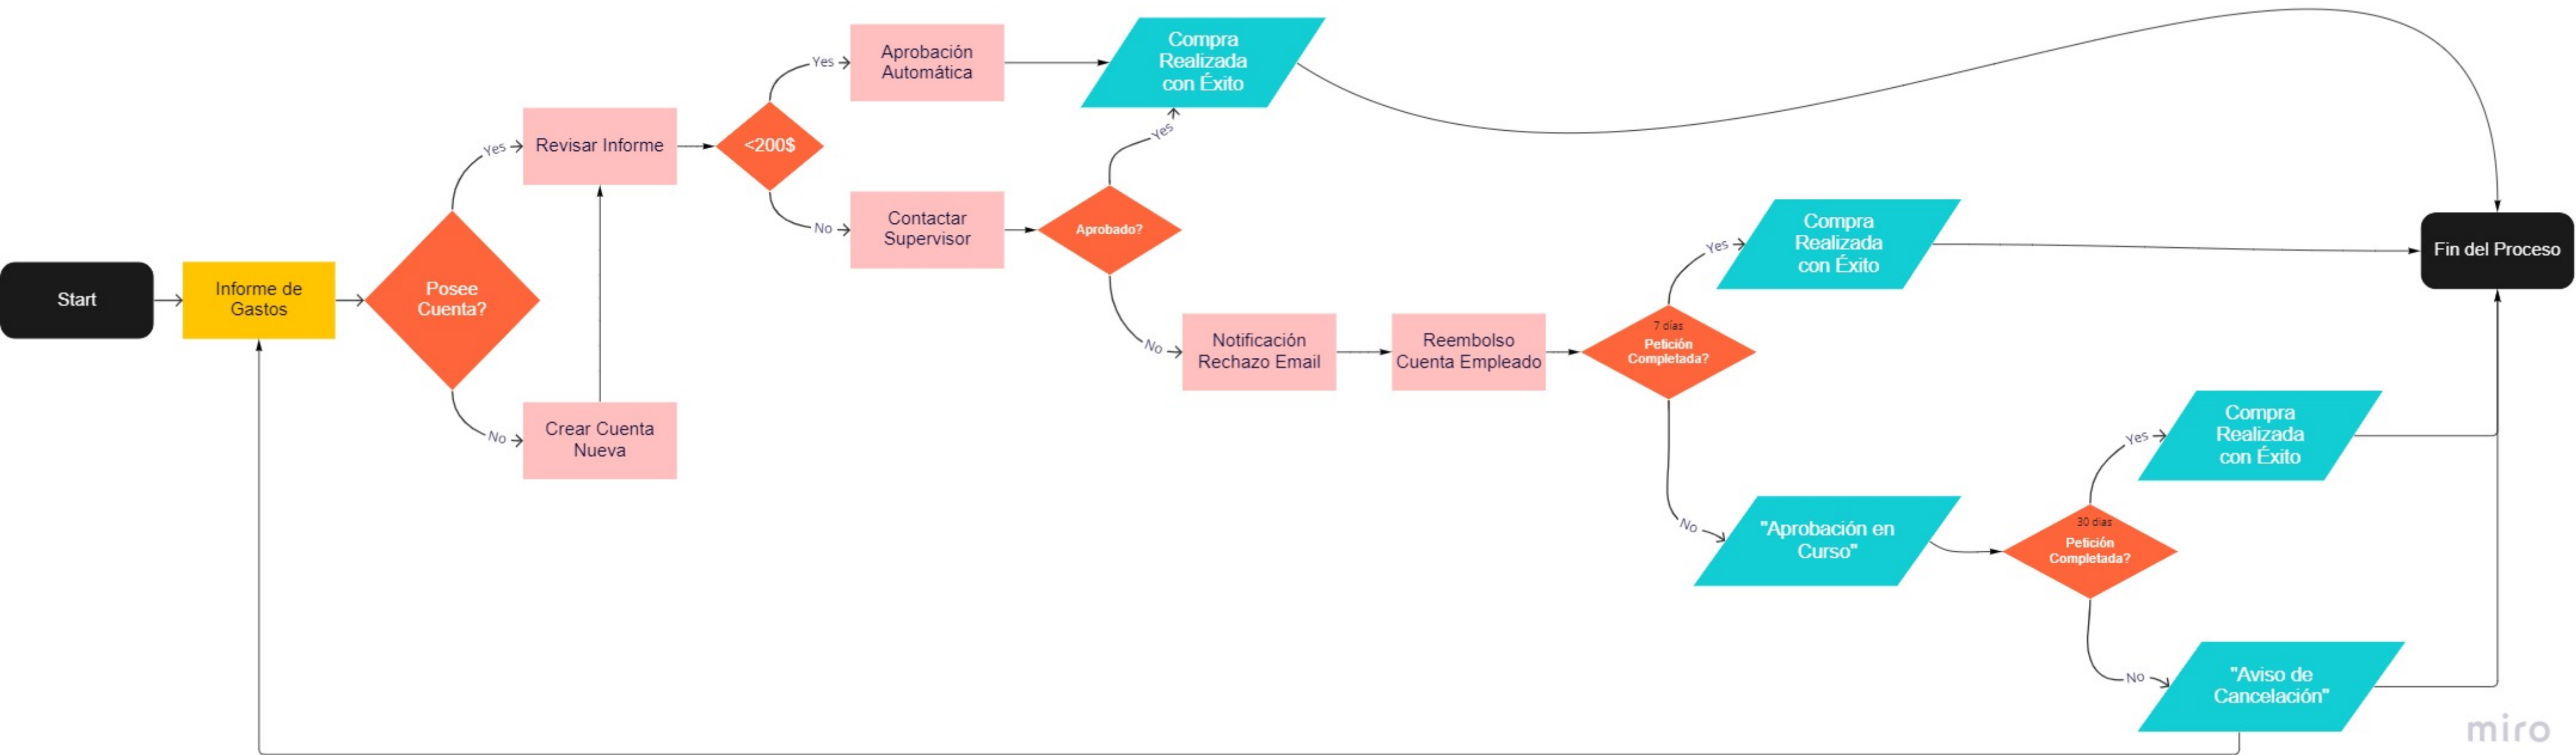 Start
Informe de
Gastos
Posee
Cuenta?
Yes
No
Revisar Informe
Crear Cuenta
Nueva
<200$
Yes
No
Aprobación
Automática
Contactar
Supervisor
Compra
Realizada
con Éxito
Yes
Aprobado?
No
Notificación
Rechazo Email
Reembolso
Cuenta Empleado
7 días
Petición
Completada?
Yes
No
Compra
Realizada
con Éxito
"Aprobación en
Curso"
30 dias
Petición
Completada?
Yes
No
Compra
Realizada
con Éxito
"Aviso de
Cancelación"
Fin del Proceso
miro